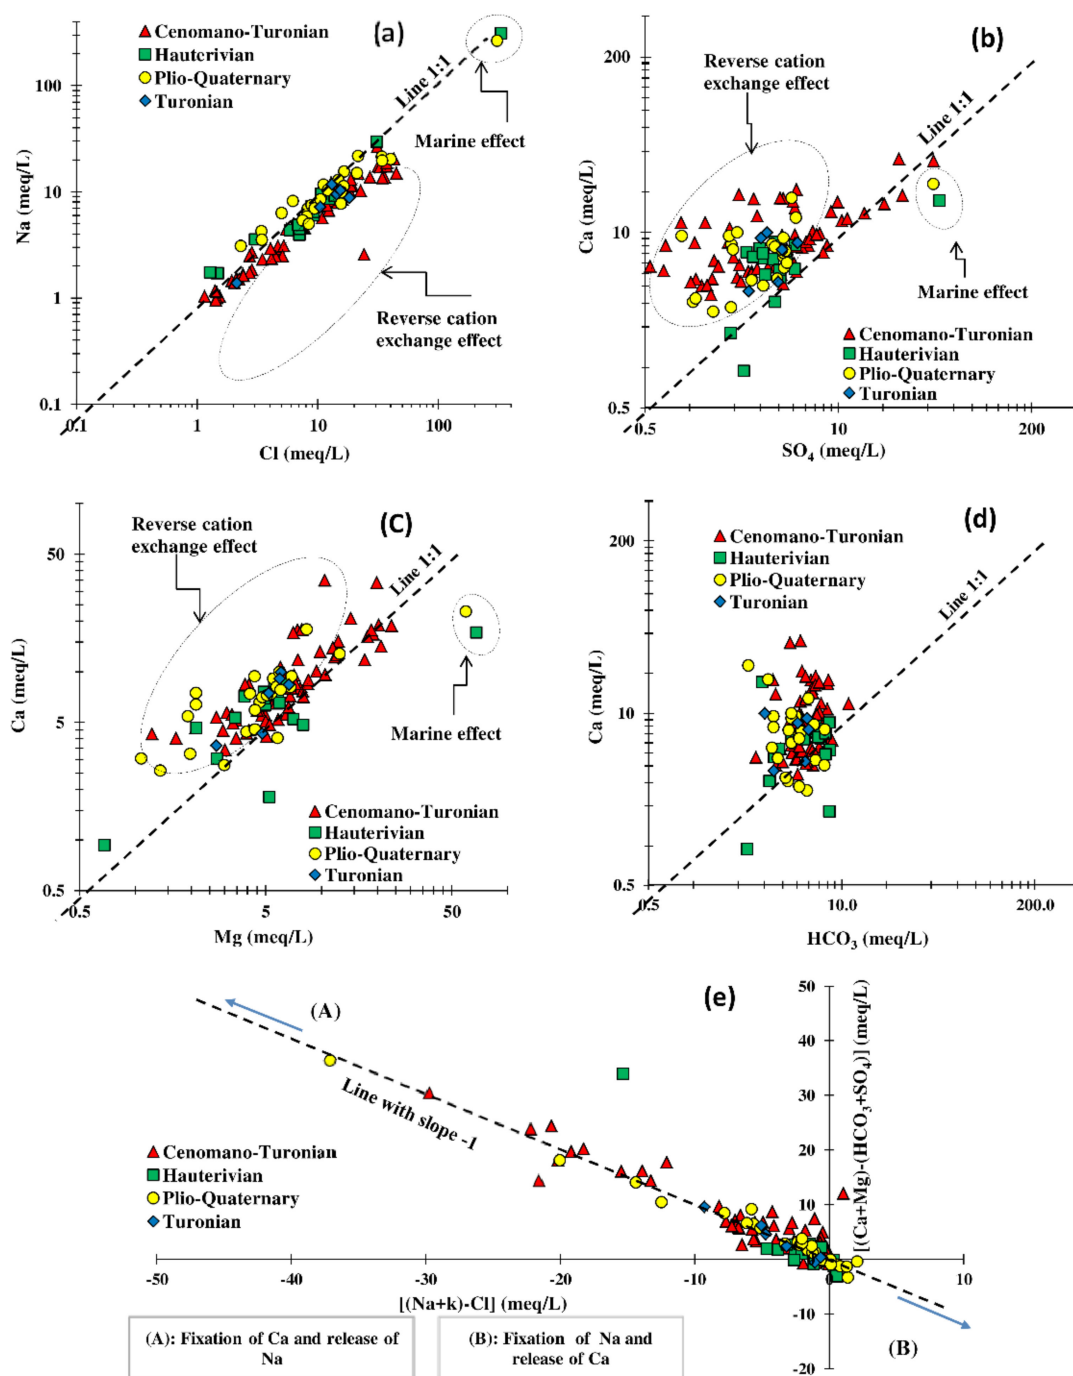 (a)
Cenomano-Turonian
Hauterivian
Plio-Quaternary
Turonian
Line 1:1
Marine effect
Reverse cation
exchange effect
Na (meq/L)
100
10
1
0.1
0.1
1
10
100
Cl (meq/L)
(b)
Reverse cation
exchange effect
Line 1:1
Marine effect
Cenomano-Turonian
Hauterivian
Plio-Quaternary
Turonian
Ca (meq/L)
200
10
0.5
0.5
10
200
SO4 (meq/L)
(C)
Reverse cation
exchange effect
Line 1:1
Marine effect
Cenomano-Turonian
Hauterivian
Plio-Quaternary
Turonian
Ca (meq/L)
50
5
0.5
0.5
5
50
Mg (meq/L)
(d)
Cenomano-Turonian
Hauterivian
Plio-Quaternary
Turonian
Line 1:1
Ca (meq/L)
200
10
0.5
0.5
10.0
200.0
HCO3 (meq/L)
(e)
(A)
Line with slope -1
Cenomano-Turonian
Hauterivian
Plio-Quaternary
Turonian
[(Ca+Mg)-(HCO3+SO4)] (meq/L)
50
40
30
20
10
0
-10
-20
-50
-40
-30
-20
-10
0
10
[(Na+k)-Cl] (meq/L)
(B)
(A): Fixation of Ca and release of
Na
(B): Fixation of Na and
release of Ca